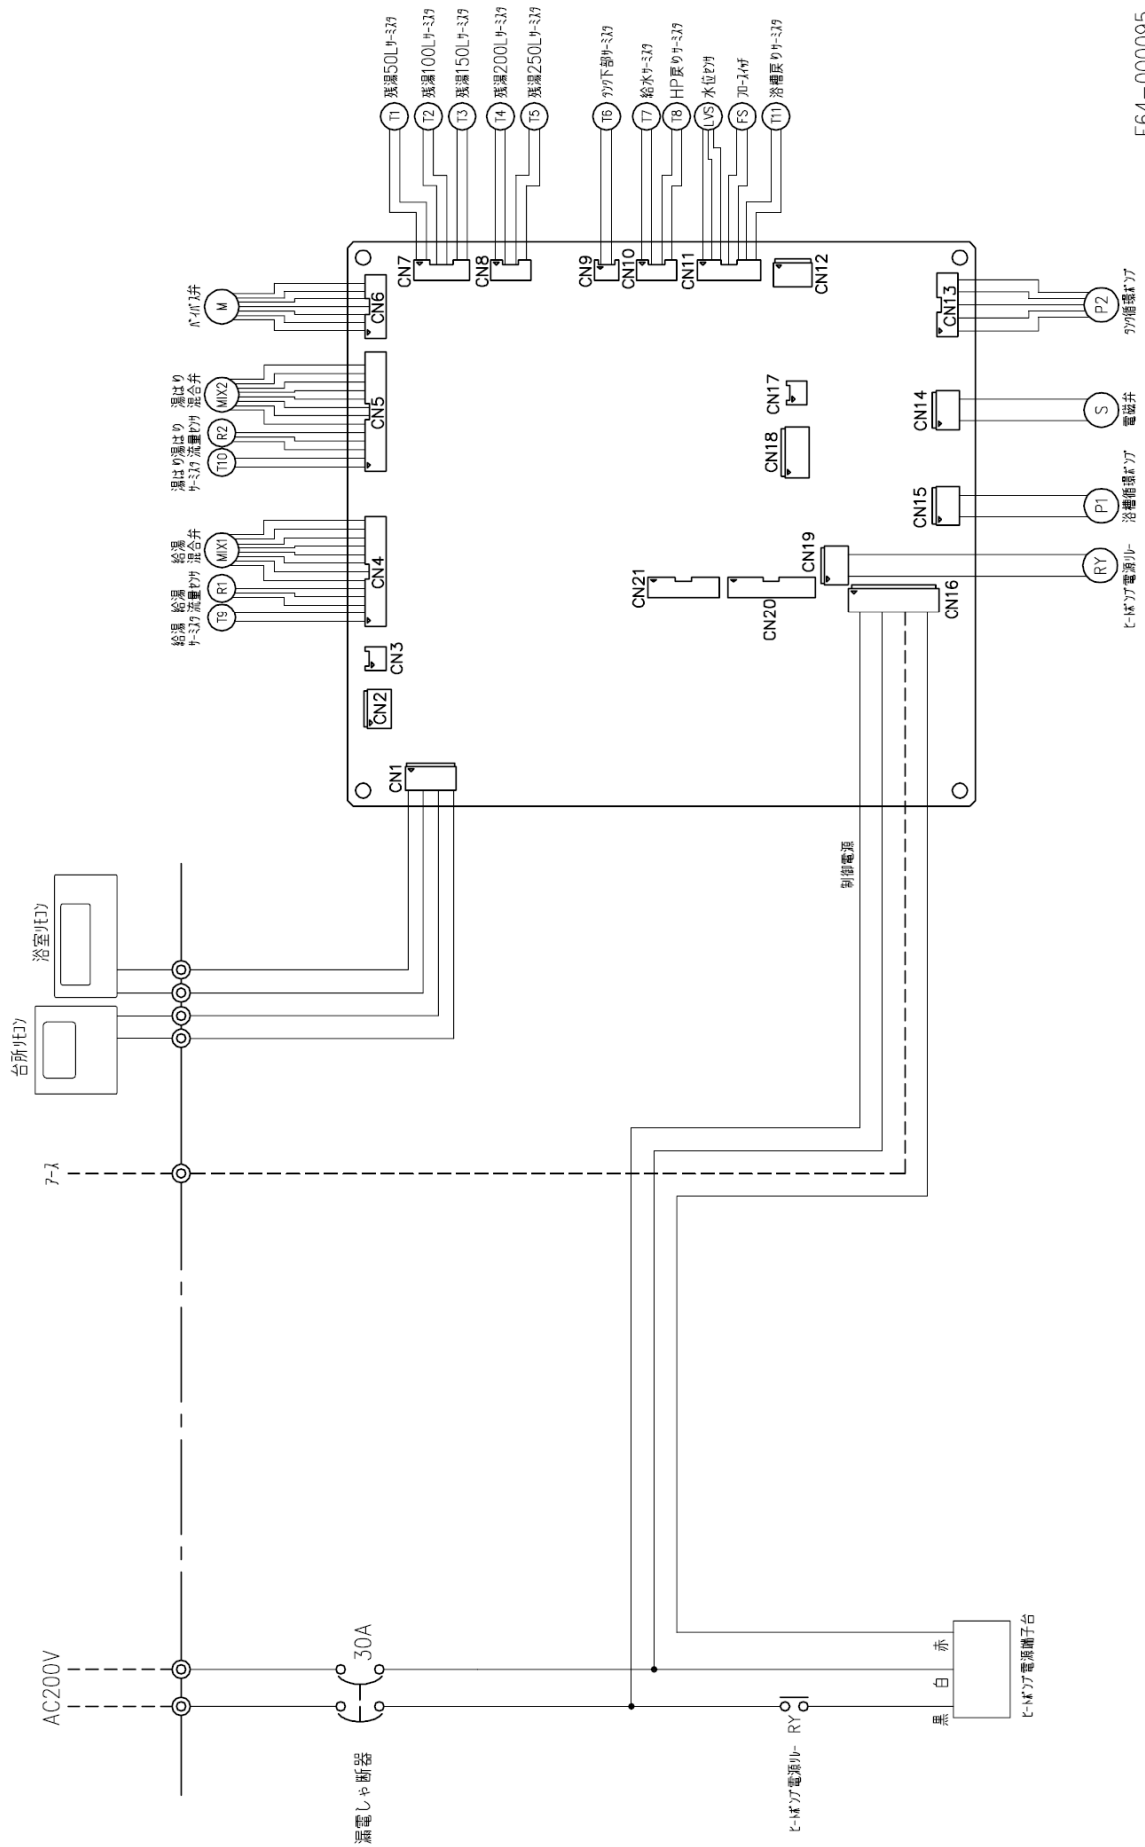 AC200V
アース
台所リモコン
浴室リモコン
漏電しゃ断器
30A
ヒートポンプ電源リレー
RY
黒
白
赤
ヒートポンプ電源端子台
制御電源
CN1
CN2
CN3
CN4
CN5
CN6
CN7
CN8
CN9
CN10
CN11
CN12
CN13
CN14
CN15
CN16
CN17
CN18
CN19
CN20
CN21
給湯
サーミスタ
T9
給湯
流量センサ
R1
給湯
混合弁
MIX1
湯はり
サーミスタ
T10
湯はり
流量センサ
R2
湯はり
混合弁
MIX2
バイパス弁
M
T1 残湯50Lサーミスタ
T2 残湯100Lサーミスタ
T3 残湯150Lサーミスタ
T4 残湯200Lサーミスタ
T5 残湯250Lサーミスタ
T6 タンク下部サーミスタ
T7 給水サーミスタ
T8 HP戻りサーミスタ
LVS 水位センサ
FS フロースイッチ
T11 浴槽戻りサーミスタ
RY
ヒートポンプ電源リレー
P1
浴槽循環ポンプ
S
電磁弁
P2
タンク循環ポンプ
F64-000095